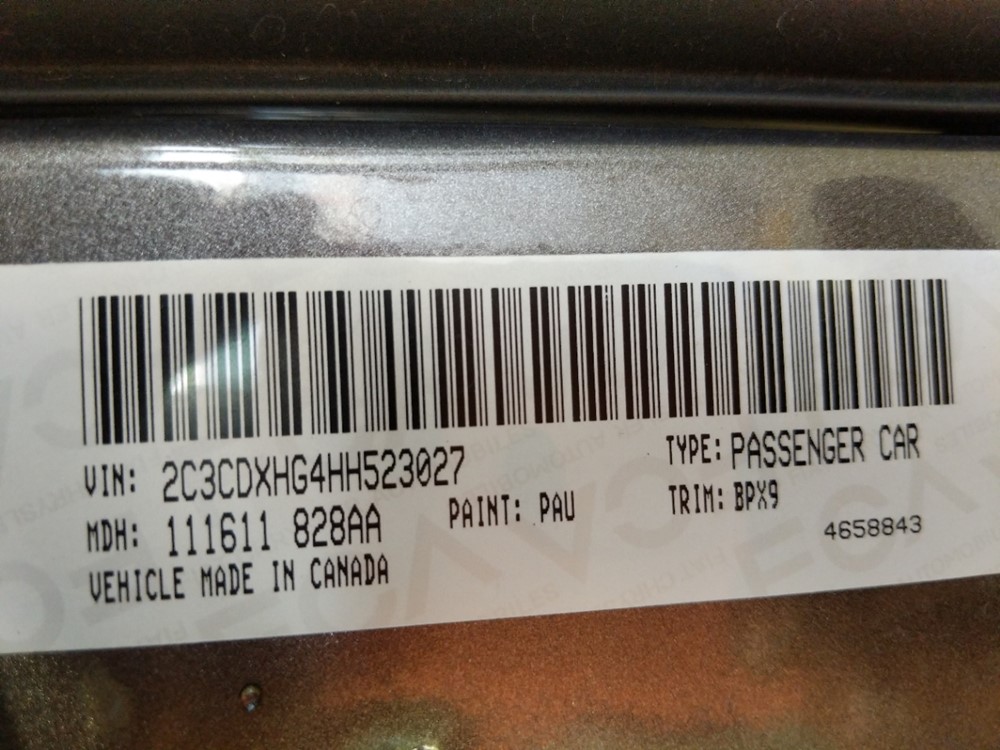 VIN: 2C3CDXHG4HH523027
TYPE: PASSENGER CAR
MDH: 111611 828AA
PAINT: PAU
TRIM: BPX9
VEHICLE MADE IN CANADA
4658843